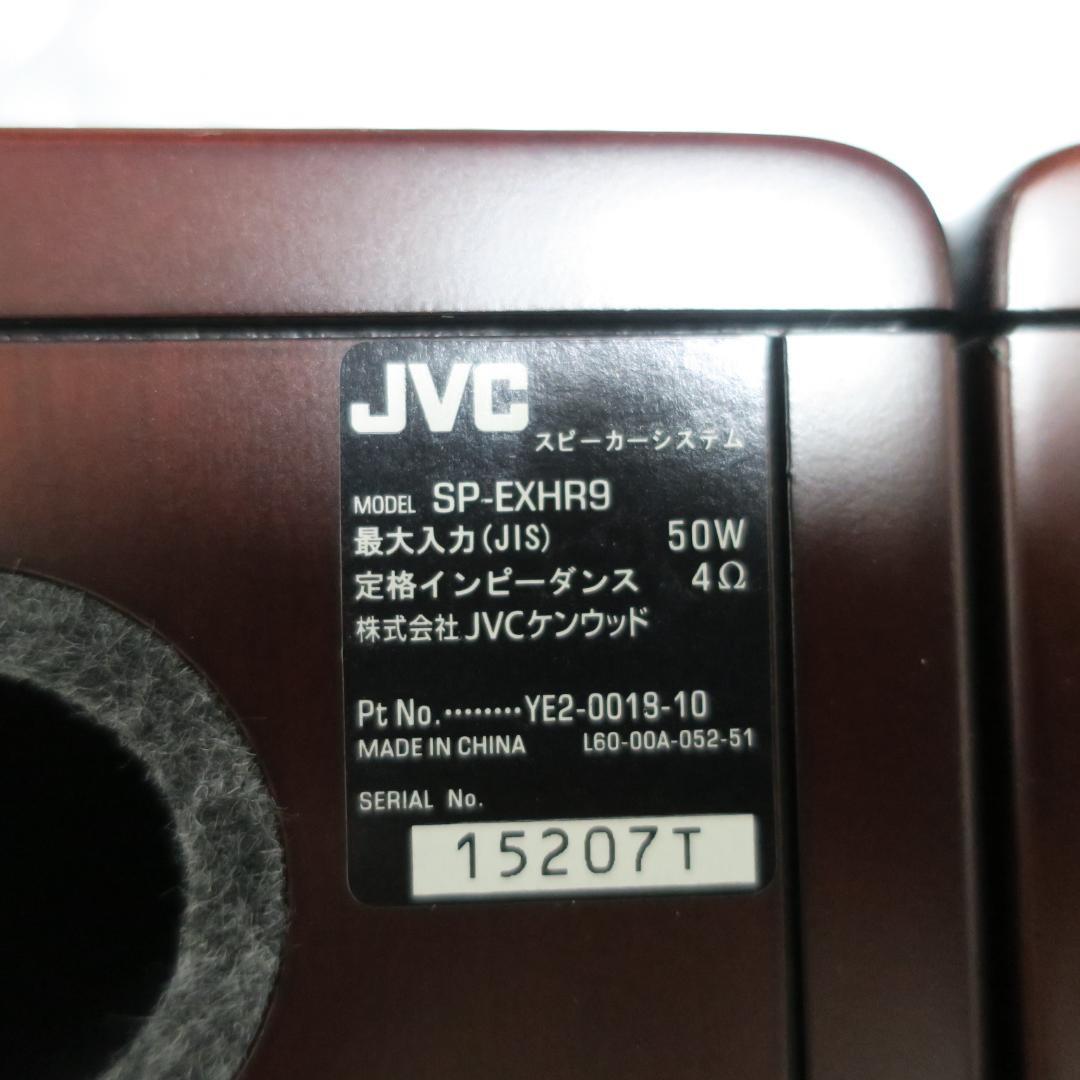 JVC
スピーカーシステム
MODEL SP-EXHR9
最大入力(JIS) 50W
定格インピーダンス 4Ω
株式会社JVCケンウッド
Pt No.········YE2-0019-10
MADE IN CHINA L60-00A-052-51
SERIAL No.
15207T